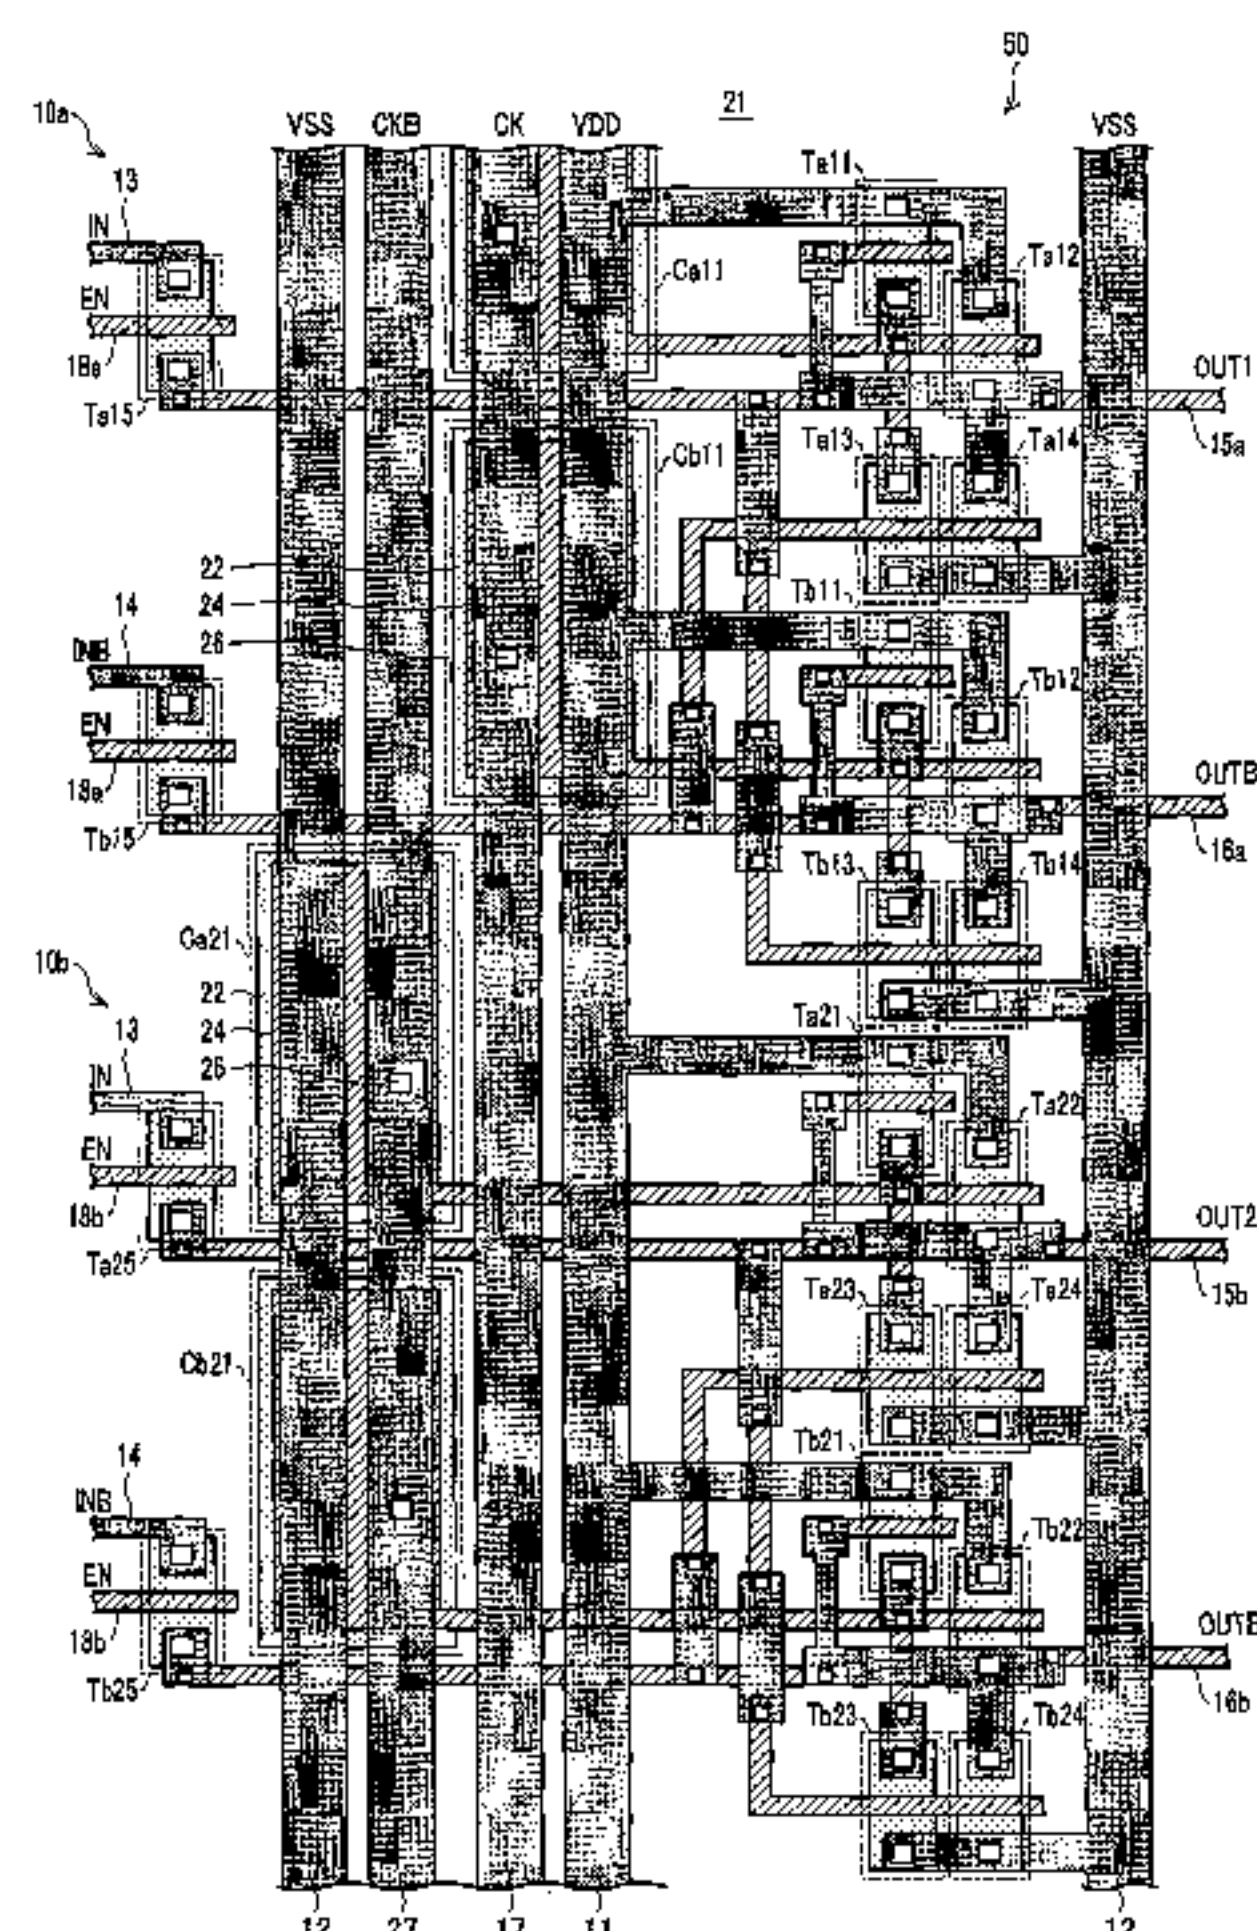 50
21
10a
VSS CKB CK VDD VSS
Ta11
13
IN
Ca11
Ta12
EN
18a
OUT1
Ta15
Ta13
Cb11
Ta14
15a
22
24
26
Tb11
14
INB
Tb12
EN
18a
OUTB
Tb15
Tb13
Tb14
16a
Ca21
10b
22
24
26
Ta21
13
IN
Ta22
EN
18b
OUT2
Ta25
Ta23
Ta24
15b
Cb21
Tb21
14
INB
Tb22
EN
18b
Tb25
16b
Tb23
Tb24
12 27 17 11 12